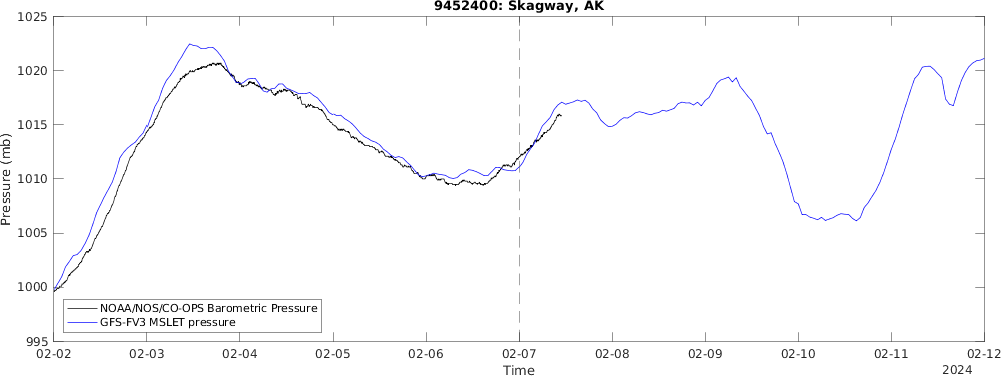 9452400: Skagway, AK
Pressure (mb)
1025
1020
1015
1010
1005
1000
995
NOAA/NOS/CO-OPS Barometric Pressure
GFS-FV3 MSLET pressure
02-02 02-03 02-04 02-05 02-06 02-07 02-08 02-09 02-10 02-11 02-12
Time
2024